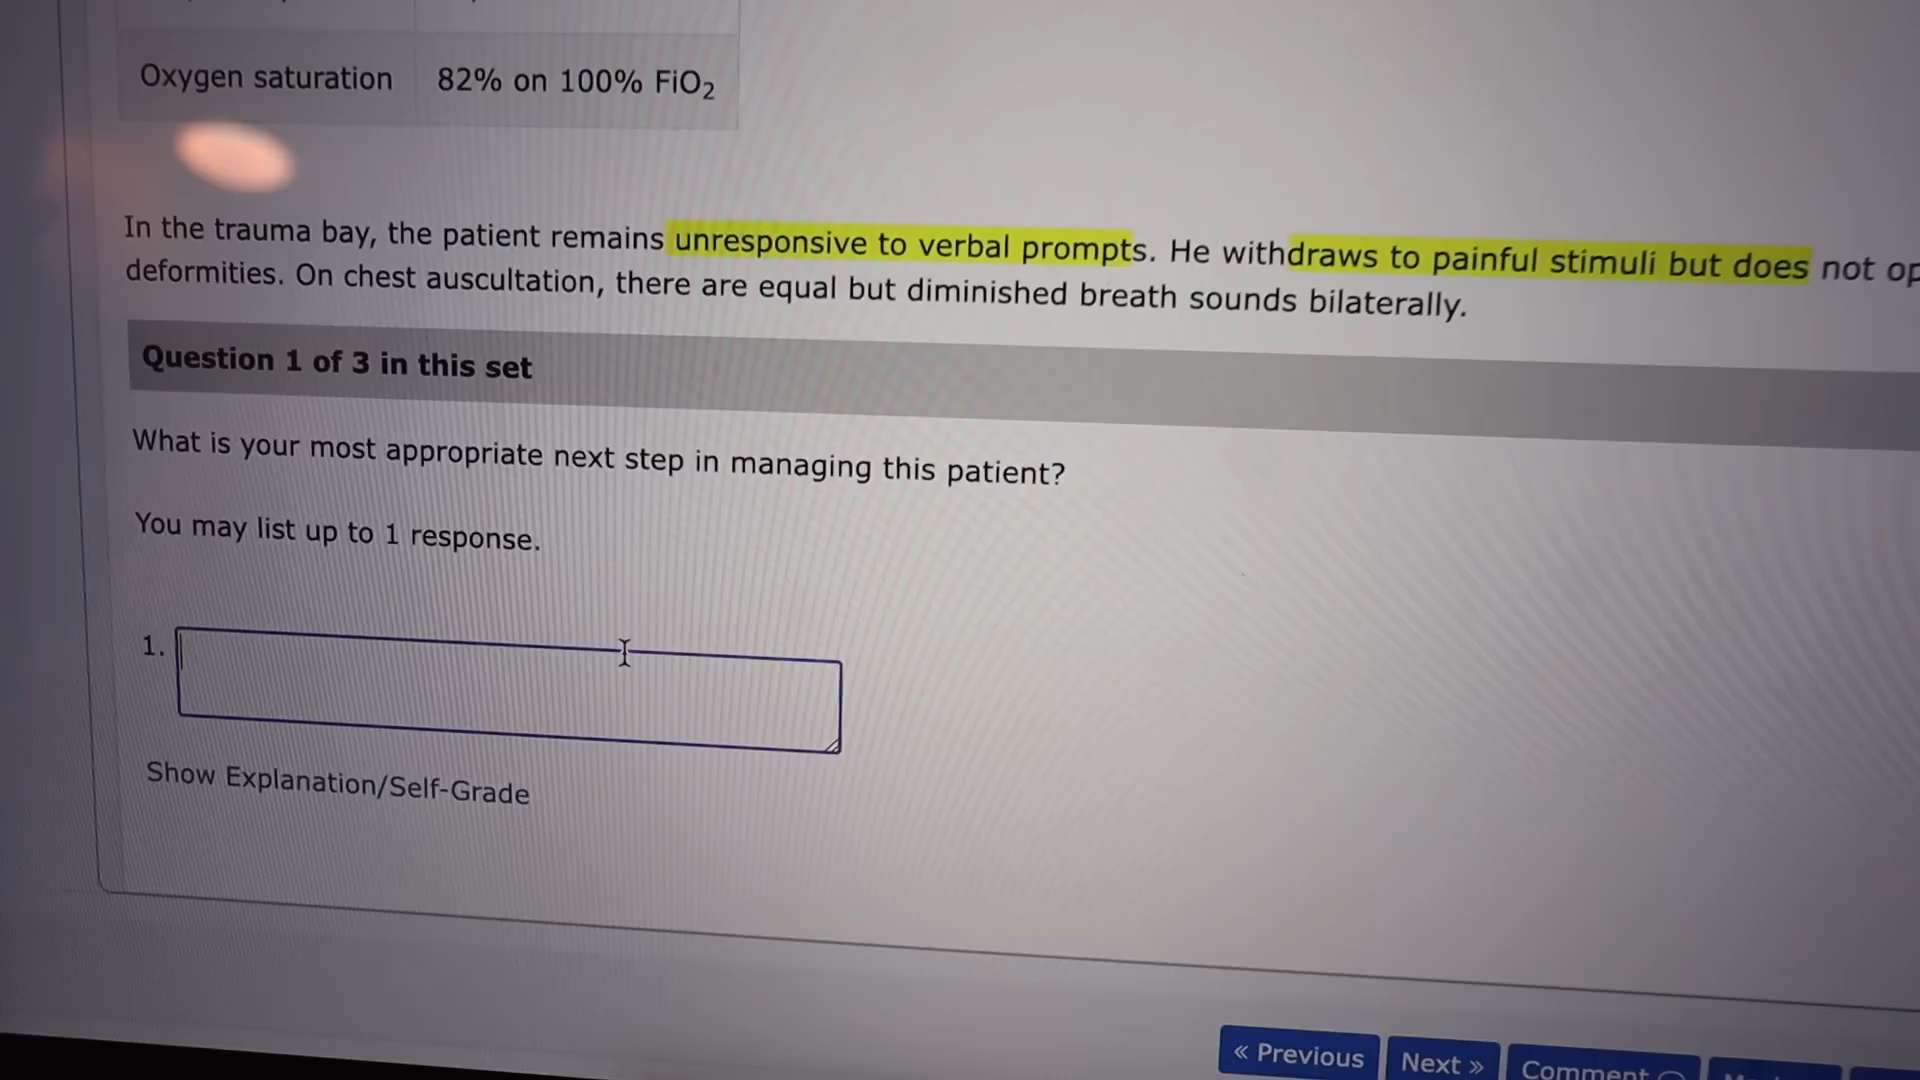 Oxygen saturation 82% on 100% FiO₂
In the trauma bay, the patient remains unresponsive to verbal prompts. He withdraws to painful stimuli but does not op
deformities. On chest auscultation, there are equal but diminished breath sounds bilaterally.
Question 1 of 3 in this set
What is your most appropriate next step in managing this patient?
You may list up to 1 response.
1.
Show Explanation/Self-Grade
« Previous Next » Comment